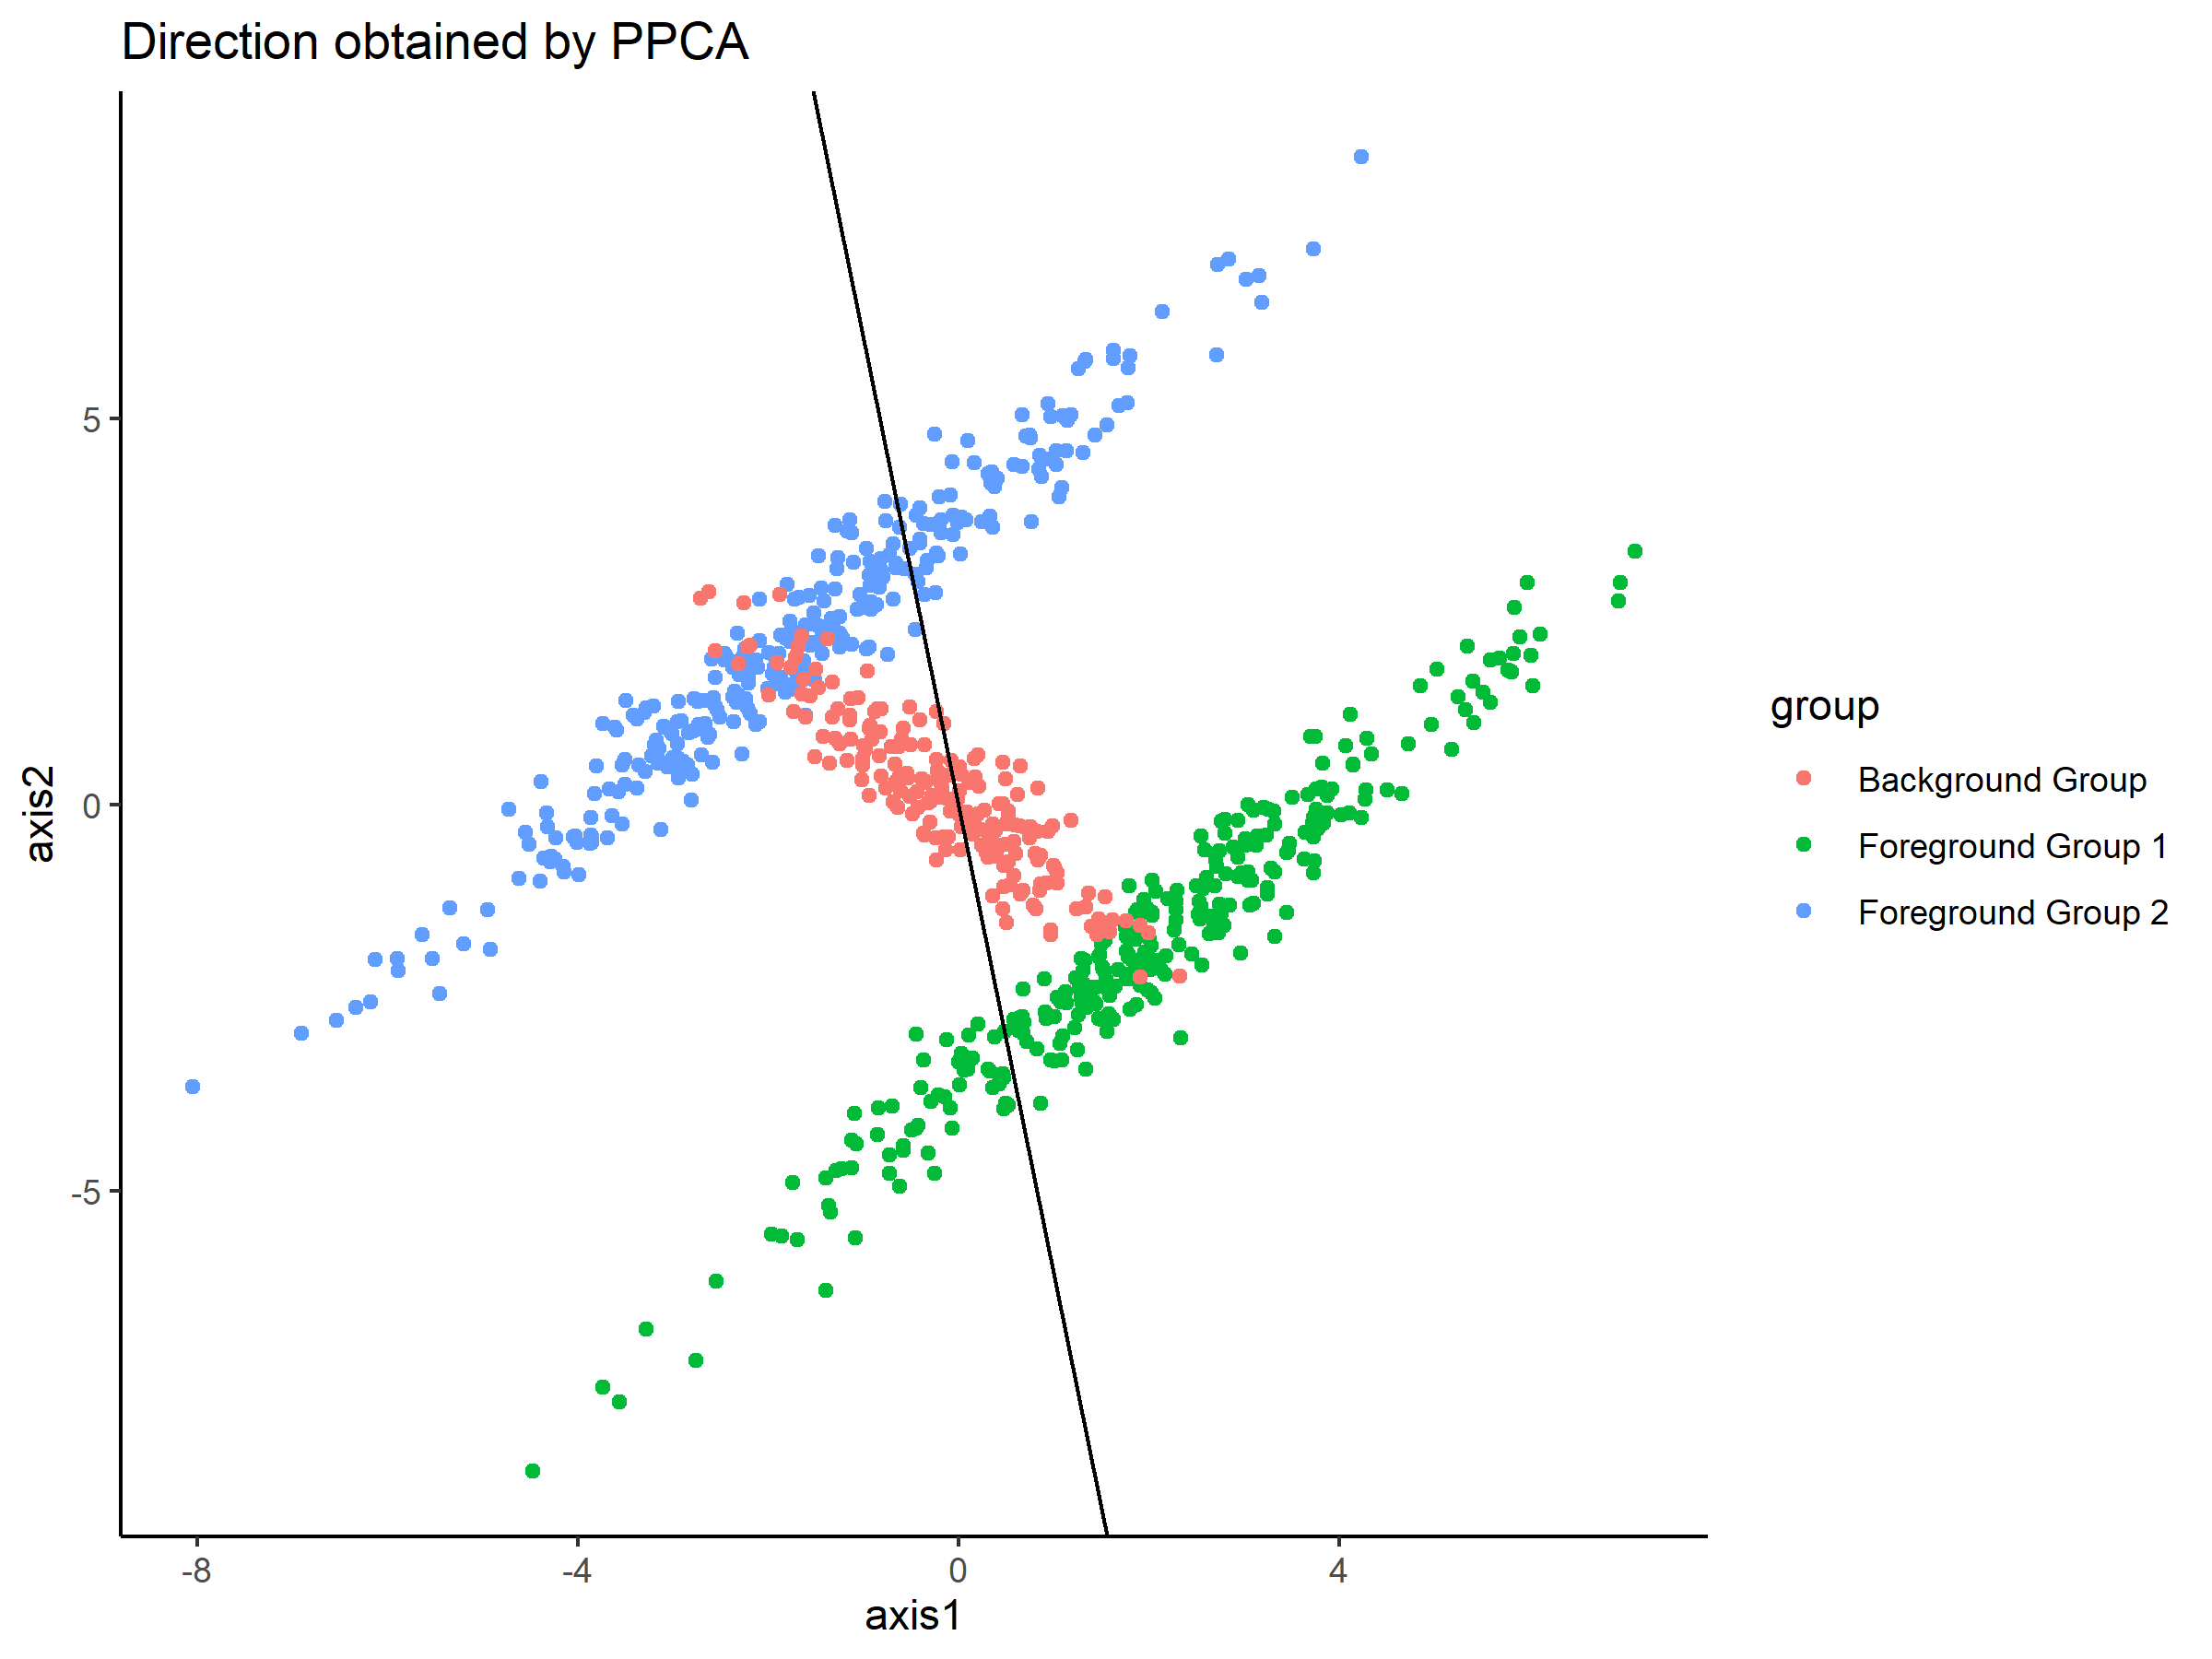 Direction obtained by PPCA
5
0
-5
axis2
-8
-4
0
4
axis1
group
Background Group
Foreground Group 1
Foreground Group 2